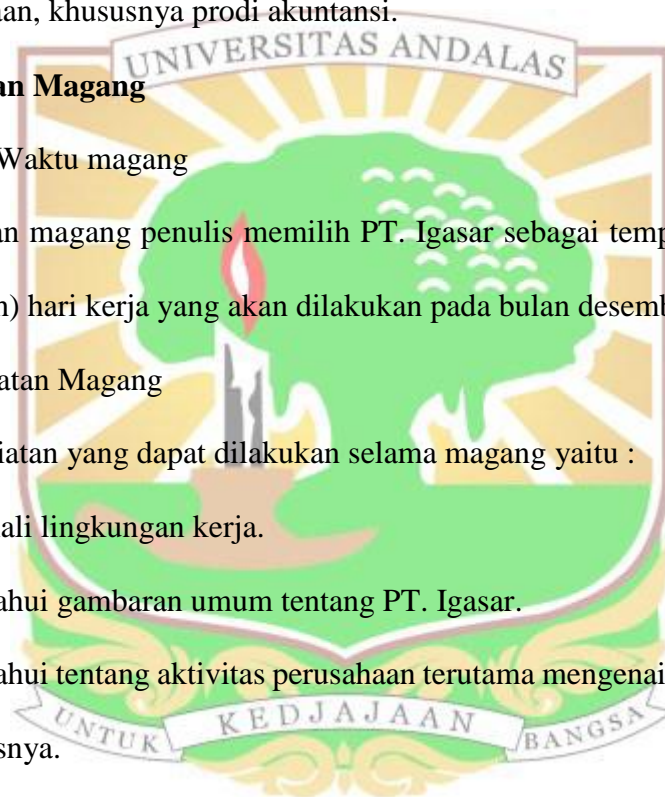 aan, khususnya prodi akuntansi.
UNIVERSITAS ANDALAS
an Magang
Waktu magang
an magang penulis memilih PT. Igasar sebagai temp
n) hari kerja yang akan dilakukan pada bulan desemb
atan Magang
iatan yang dapat dilakukan selama magang yaitu :
ali lingkungan kerja.
ahui gambaran umum tentang PT. Igasar.
ahui tentang aktivitas perusahaan terutama mengenai
UNTUK KEDJAJAAN BANGSA
snya.